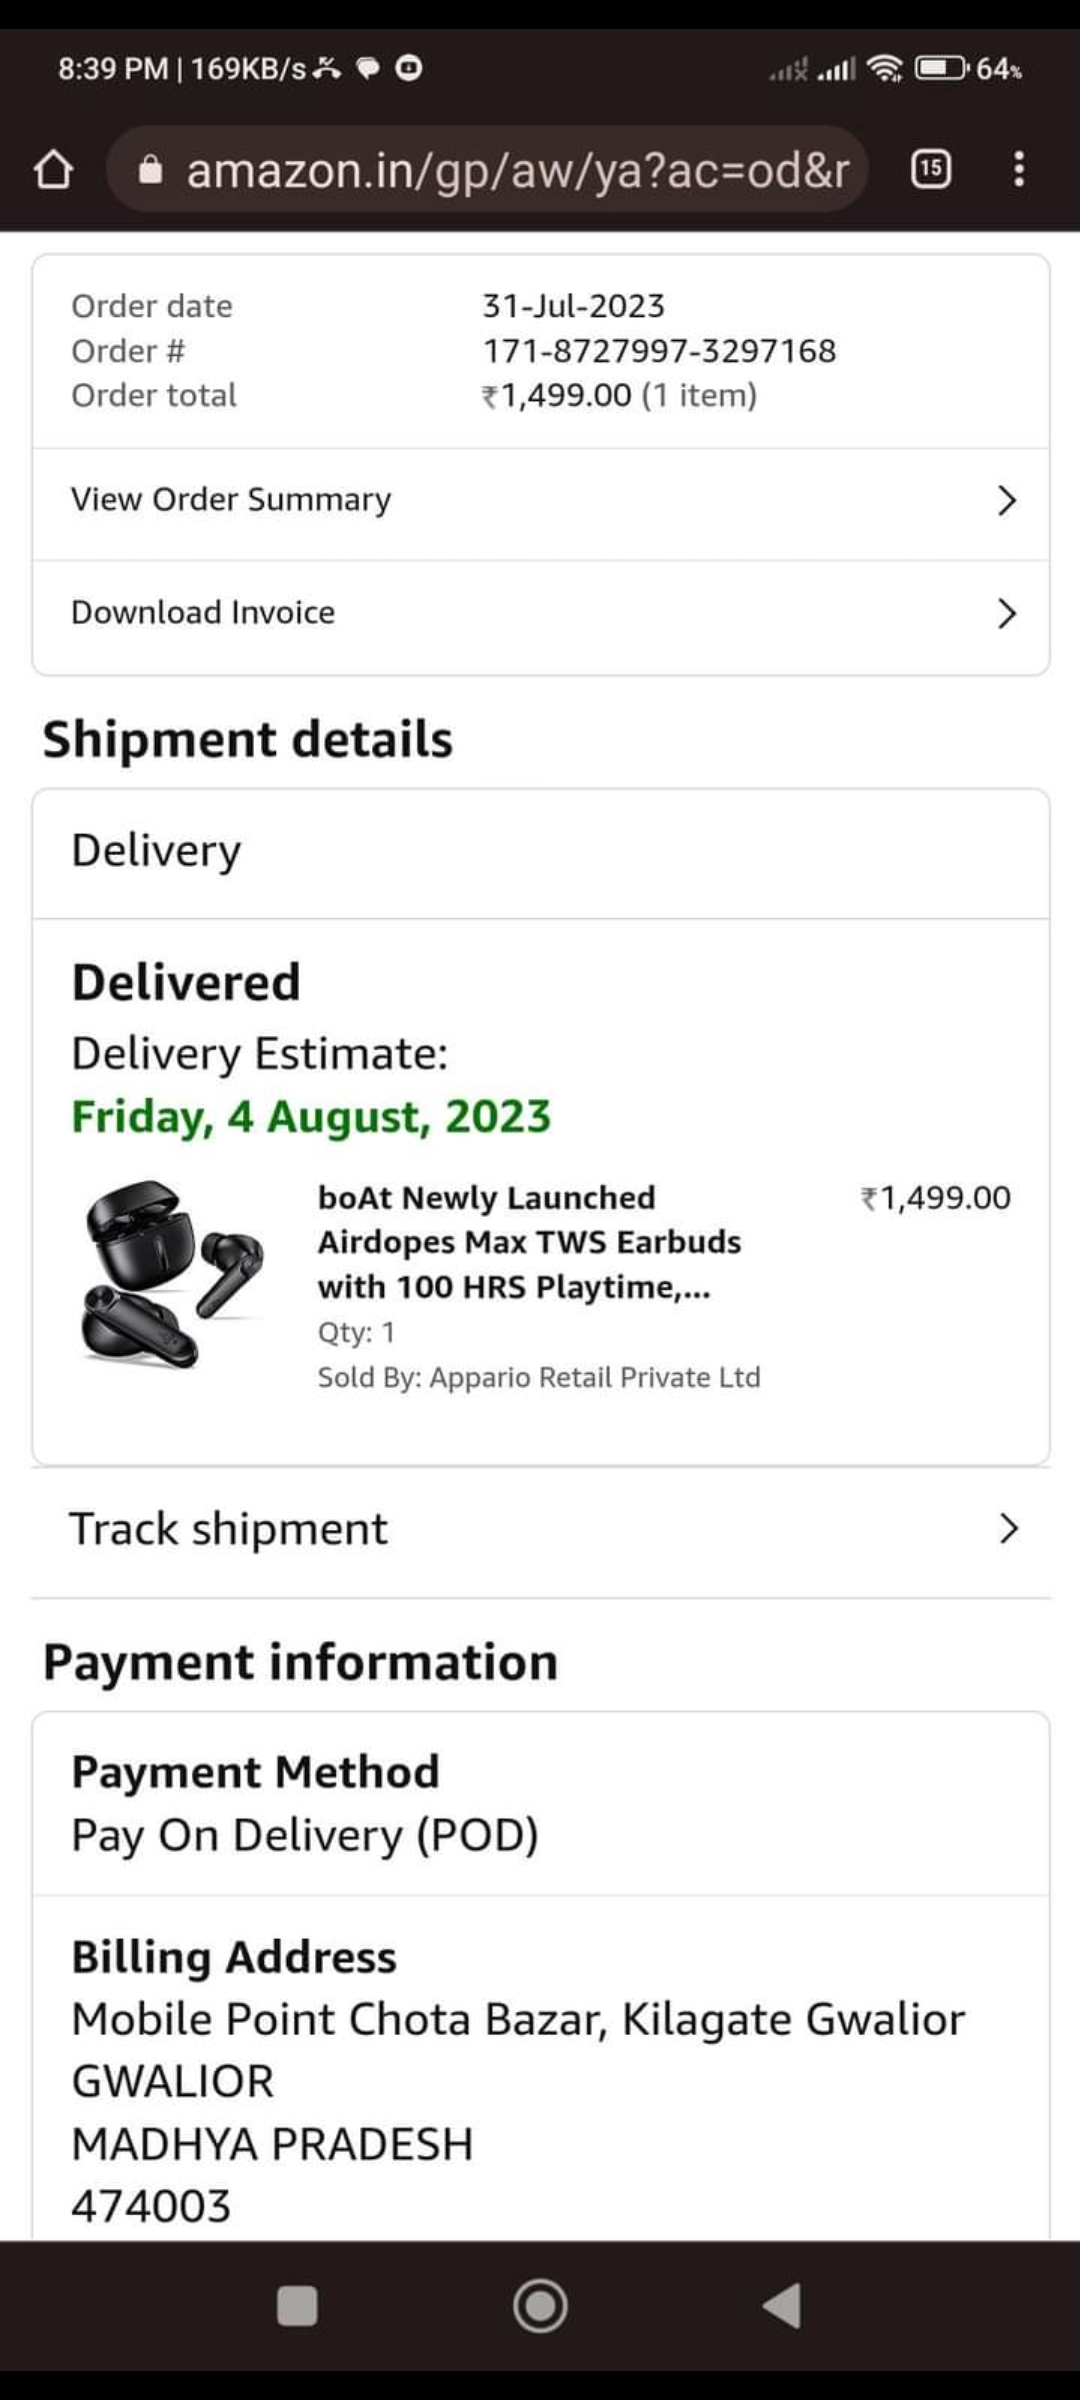 8:39 PM | 169KB/s
64%
amazon.in/gp/aw/ya?ac=od&r
15
Order date 31-Jul-2023
Order # 171-8727997-3297168
Order total ₹1,499.00 (1 item)
View Order Summary
Download Invoice
Shipment details
Delivery
Delivered
Delivery Estimate:
Friday, 4 August, 2023
boAt Newly Launched ₹1,499.00
Airdopes Max TWS Earbuds
with 100 HRS Playtime,...
Qty: 1
Sold By: Appario Retail Private Ltd
Track shipment
Payment information
Payment Method
Pay On Delivery (POD)
Billing Address
Mobile Point Chota Bazar, Kilagate Gwalior
GWALIOR
MADHYA PRADESH
474003